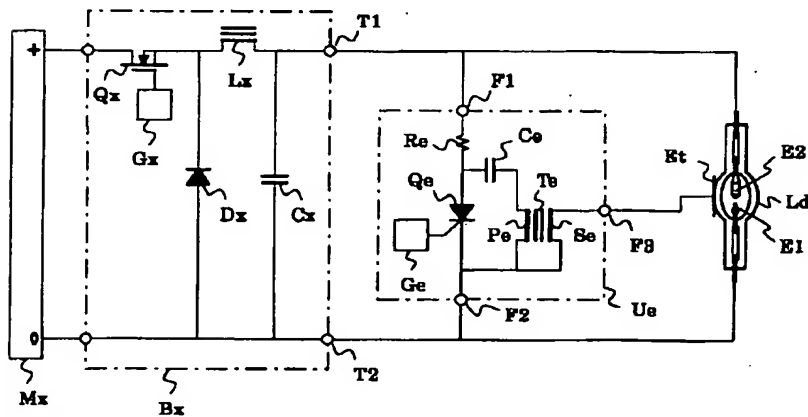 T1
+
Qx
Lx
F1
Gx
Re
Ce
E2
Et
Qe
Te
Dx
Cx
Ld
Pe
Se
F3
E1
Ge
0
F2
Ue
T2
Mx
Bx